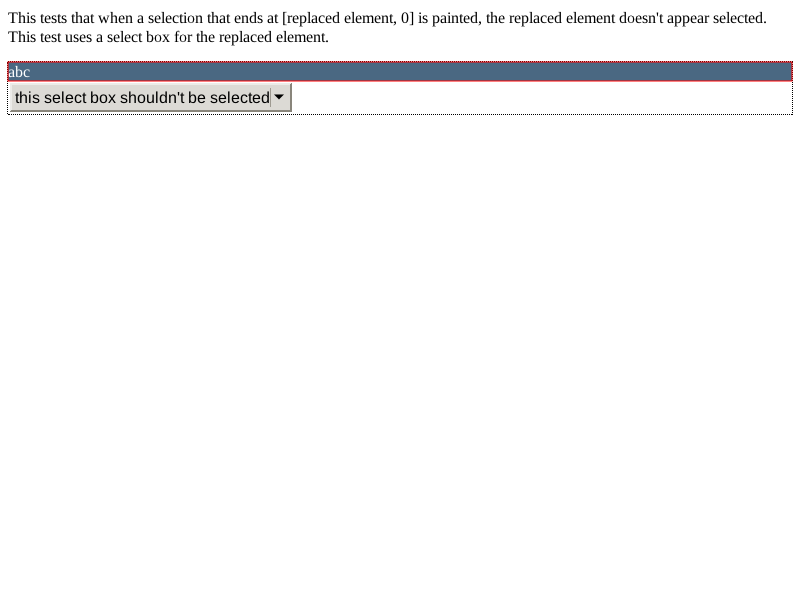 This tests that when a selection that ends at [replaced element, 0] is painted, the replaced element doesn't appear selected.
This test uses a select box for the replaced element.
abc
this select box shouldn't be selected